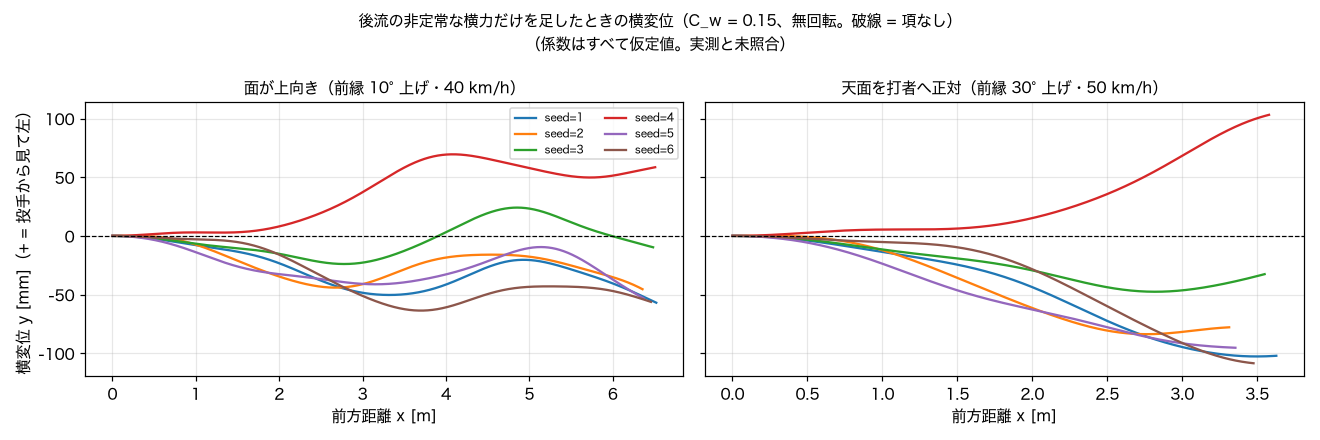 後流の非定常な横力だけを足したときの横変位（C_w = 0.15、無回転。破線 = 項なし）
（係数はすべて仮定値。実測と未照合）
面が上向き（前縁 10° 上げ・40 km/h）
横変位 y [mm]（+ = 投手から見て左）
100
50
0
-50
-100
seed=1
seed=2
seed=3
seed=4
seed=5
seed=6
0 1 2 3 4 5 6
前方距離 x [m]
天面を打者へ正対（前縁 30° 上げ・50 km/h）
0.0 0.5 1.0 1.5 2.0 2.5 3.0 3.5
前方距離 x [m]